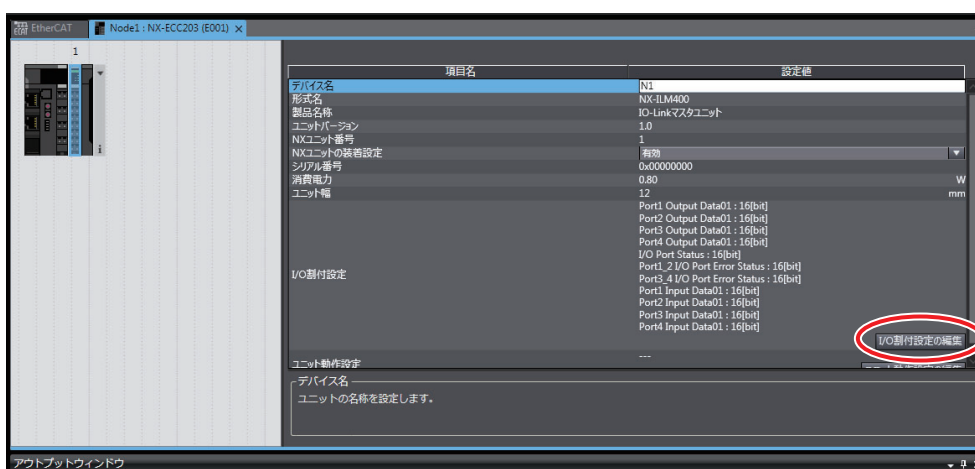 EtherCAT
Node1 : NX-ECC203 (E001) ×
1
項目名 設定値
デバイス名 N1
形式名 NX-ILM400
製品名称 IO-Linkマスタユニット
ユニットバージョン 1.0
NXユニット番号 1
NXユニットの装着設定 有効
シリアル番号 0x00000000
消費電力 0.80 W
ユニット幅 12 mm
I/O割付設定
Port1 Output Data01 : 16[bit]
Port2 Output Data01 : 16[bit]
Port3 Output Data01 : 16[bit]
Port4 Output Data01 : 16[bit]
I/O Port Status : 16[bit]
Port1_2 I/O Port Error Status : 16[bit]
Port3_4 I/O Port Error Status : 16[bit]
Port1 Input Data01 : 16[bit]
Port2 Input Data01 : 16[bit]
Port3 Input Data01 : 16[bit]
Port4 Input Data01 : 16[bit]
I/O割付設定の編集
ユニット動作設定 ---
デバイス名
ユニットの名称を設定します。
アウトプットウィンドウ